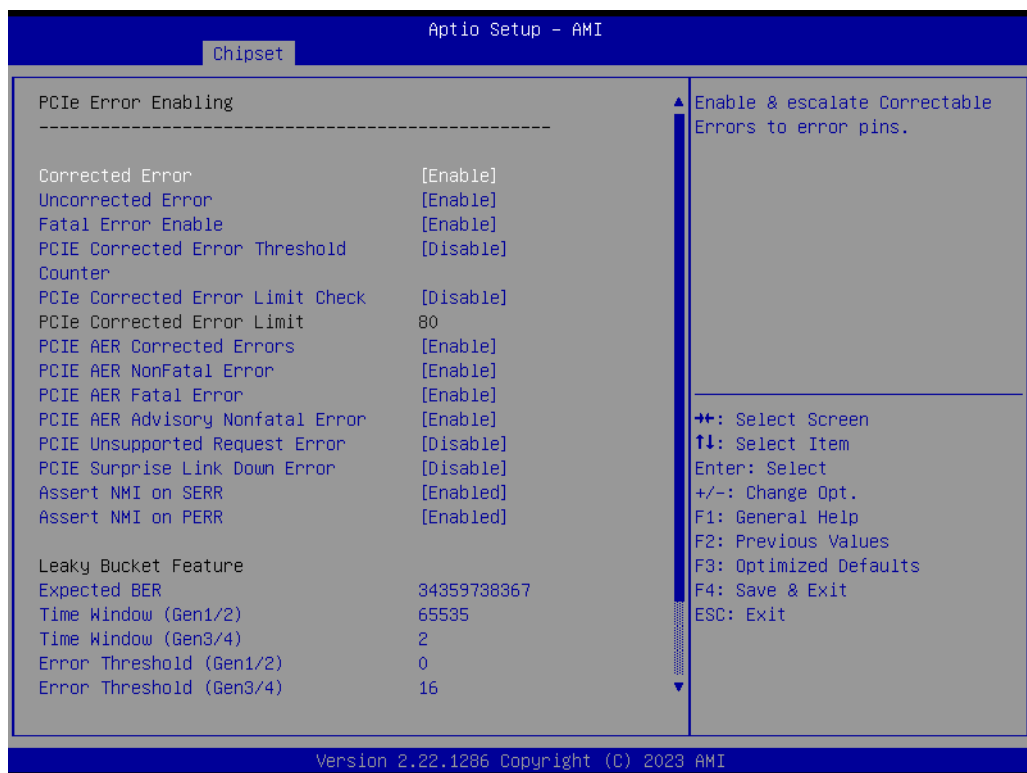 Aptio Setup - AMI
Chipset
PCIe Error Enabling
--------------------------------------------------
Corrected Error [Enable]
Uncorrected Error [Enable]
Fatal Error Enable [Enable]
PCIE Corrected Error Threshold [Disable]
Counter
PCIe Corrected Error Limit Check [Disable]
PCIe Corrected Error Limit 80
PCIE AER Corrected Errors [Enable]
PCIE AER NonFatal Error [Enable]
PCIE AER Fatal Error [Enable]
PCIE AER Advisory Nonfatal Error [Enable]
PCIE Unsupported Request Error [Disable]
PCIE Surprise Link Down Error [Disable]
Assert NMI on SERR [Enabled]
Assert NMI on PERR [Enabled]
Leaky Bucket Feature
Expected BER 34359738367
Time Window (Gen1/2) 65535
Time Window (Gen3/4) 2
Error Threshold (Gen1/2) 0
Error Threshold (Gen3/4) 16
Enable & escalate Correctable
Errors to error pins.
→←: Select Screen
↑↓: Select Item
Enter: Select
+/-: Change Opt.
F1: General Help
F2: Previous Values
F3: Optimized Defaults
F4: Save & Exit
ESC: Exit
Version 2.22.1286 Copyright (C) 2023 AMI